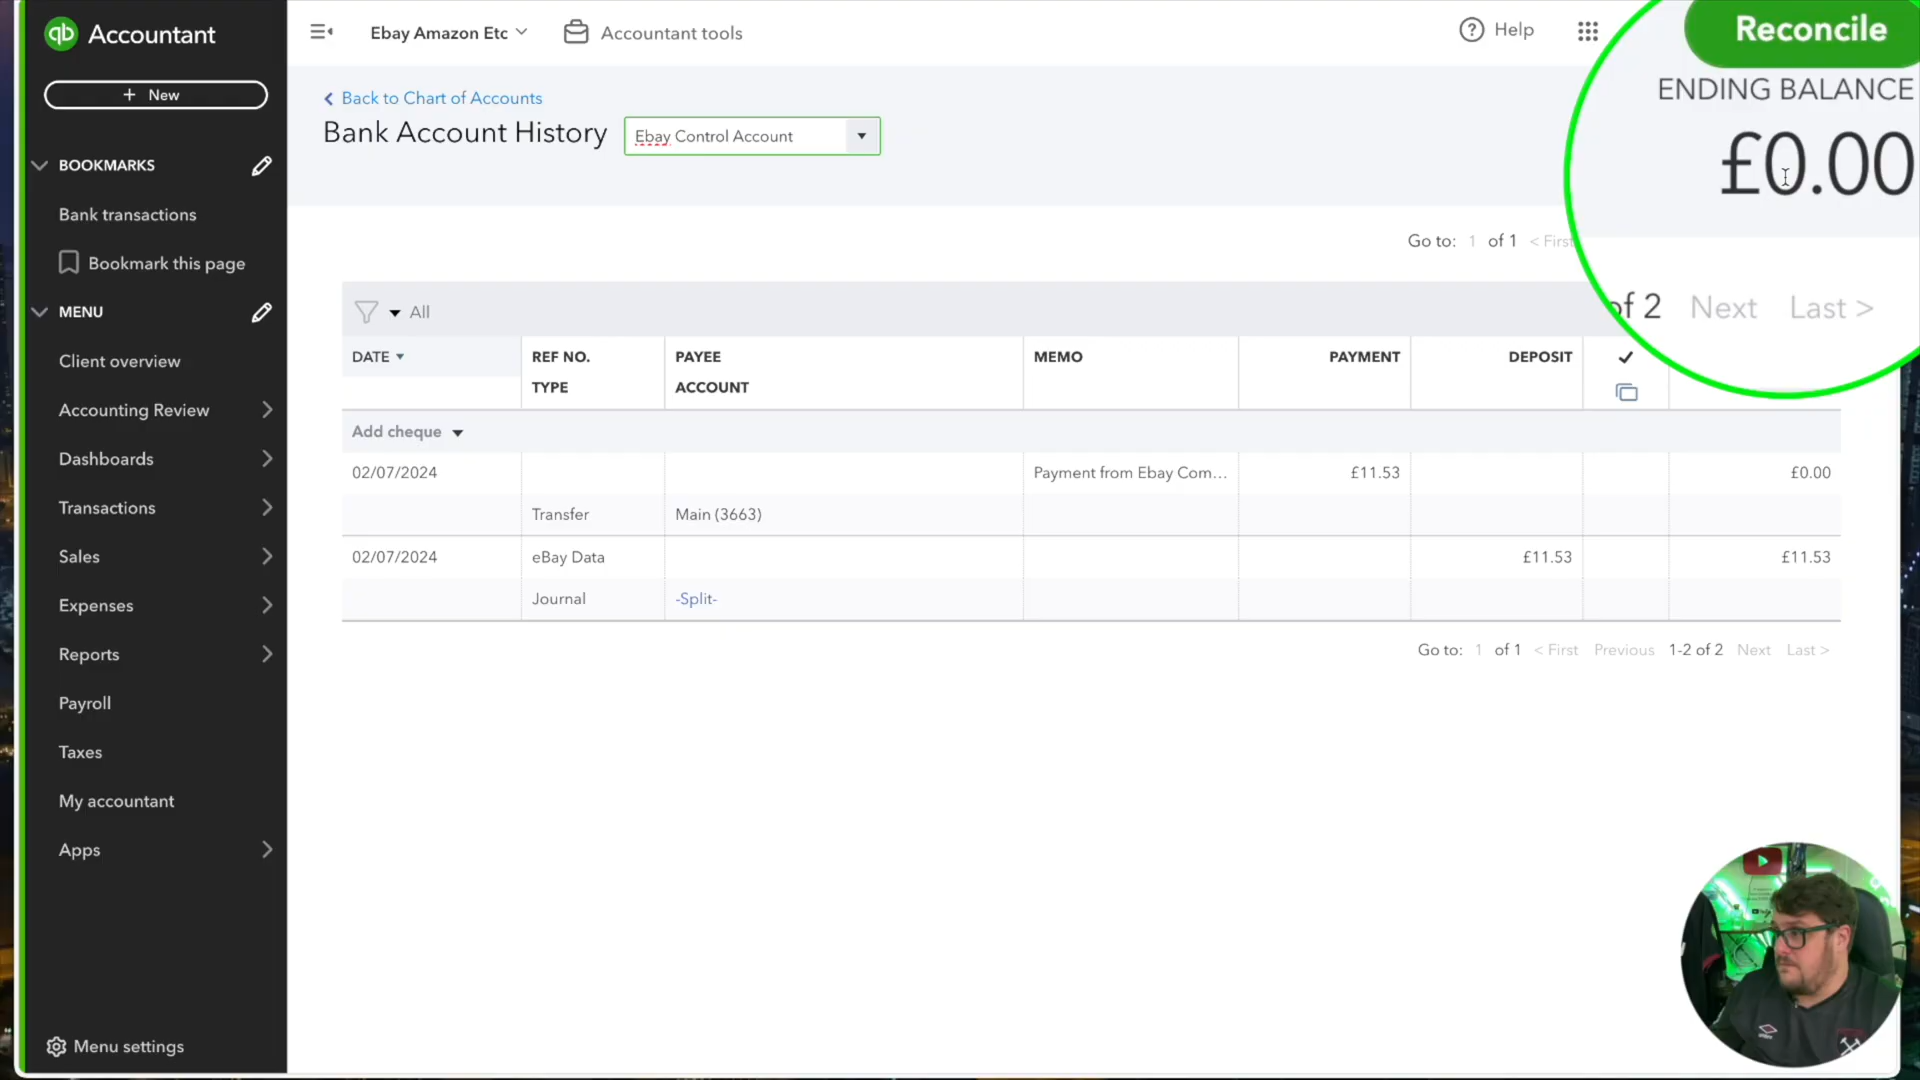 qb Accountant
Ebay Amazon Etc
Accountant tools
Help
Reconcile
+ New
Back to Chart of Accounts
ENDING BALANCE
Bank Account History
Ebay Control Account
£0.00
BOOKMARKS
Bank transactions
Bookmark this page
Go to: 1 of 1 < First
MENU
All
of 2 Next Last >
Client overview
Accounting Review
Dashboards
Transactions
Sales
Expenses
Reports
Payroll
Taxes
My accountant
Apps
Menu settings
DATE REF NO. PAYEE MEMO PAYMENT DEPOSIT
TYPE ACCOUNT
Add cheque
02/07/2024 Payment from Ebay Com... £11.53 £0.00
Transfer Main (3663)
02/07/2024 eBay Data £11.53 £11.53
Journal -Split-
Go to: 1 of 1 < First Previous 1-2 of 2 Next Last >